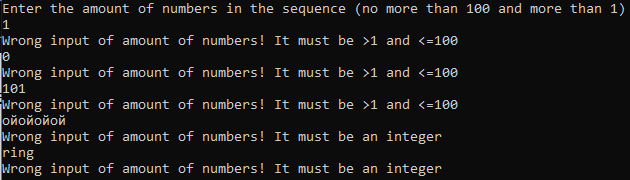 Enter the amount of numbers in the sequence (no more than 100 and more than 1)
1
Wrong input of amount of numbers! It must be >1 and <=100
0
Wrong input of amount of numbers! It must be >1 and <=100
101
Wrong input of amount of numbers! It must be >1 and <=100
ойойойой
Wrong input of amount of numbers! It must be an integer
ring
Wrong input of amount of numbers! It must be an integer